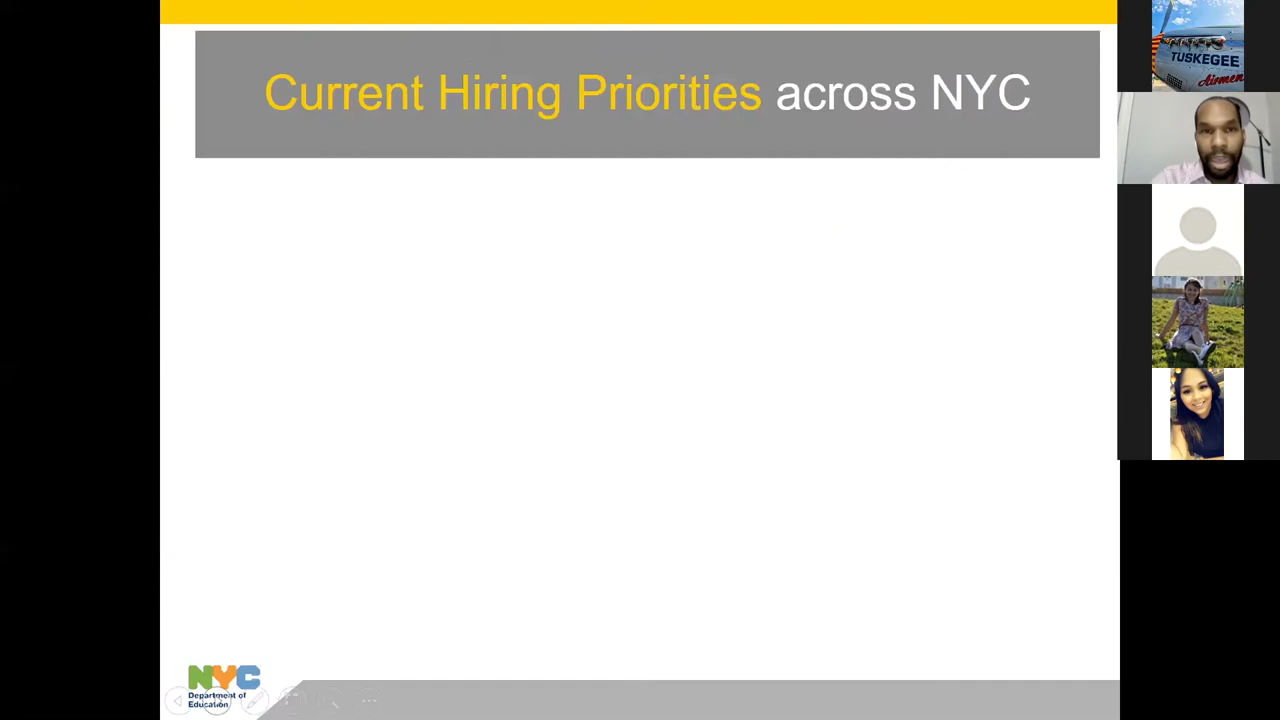 Current Hiring Priorities across NYC
TUSKEGEE
Airmen
NYC
Department of
Education